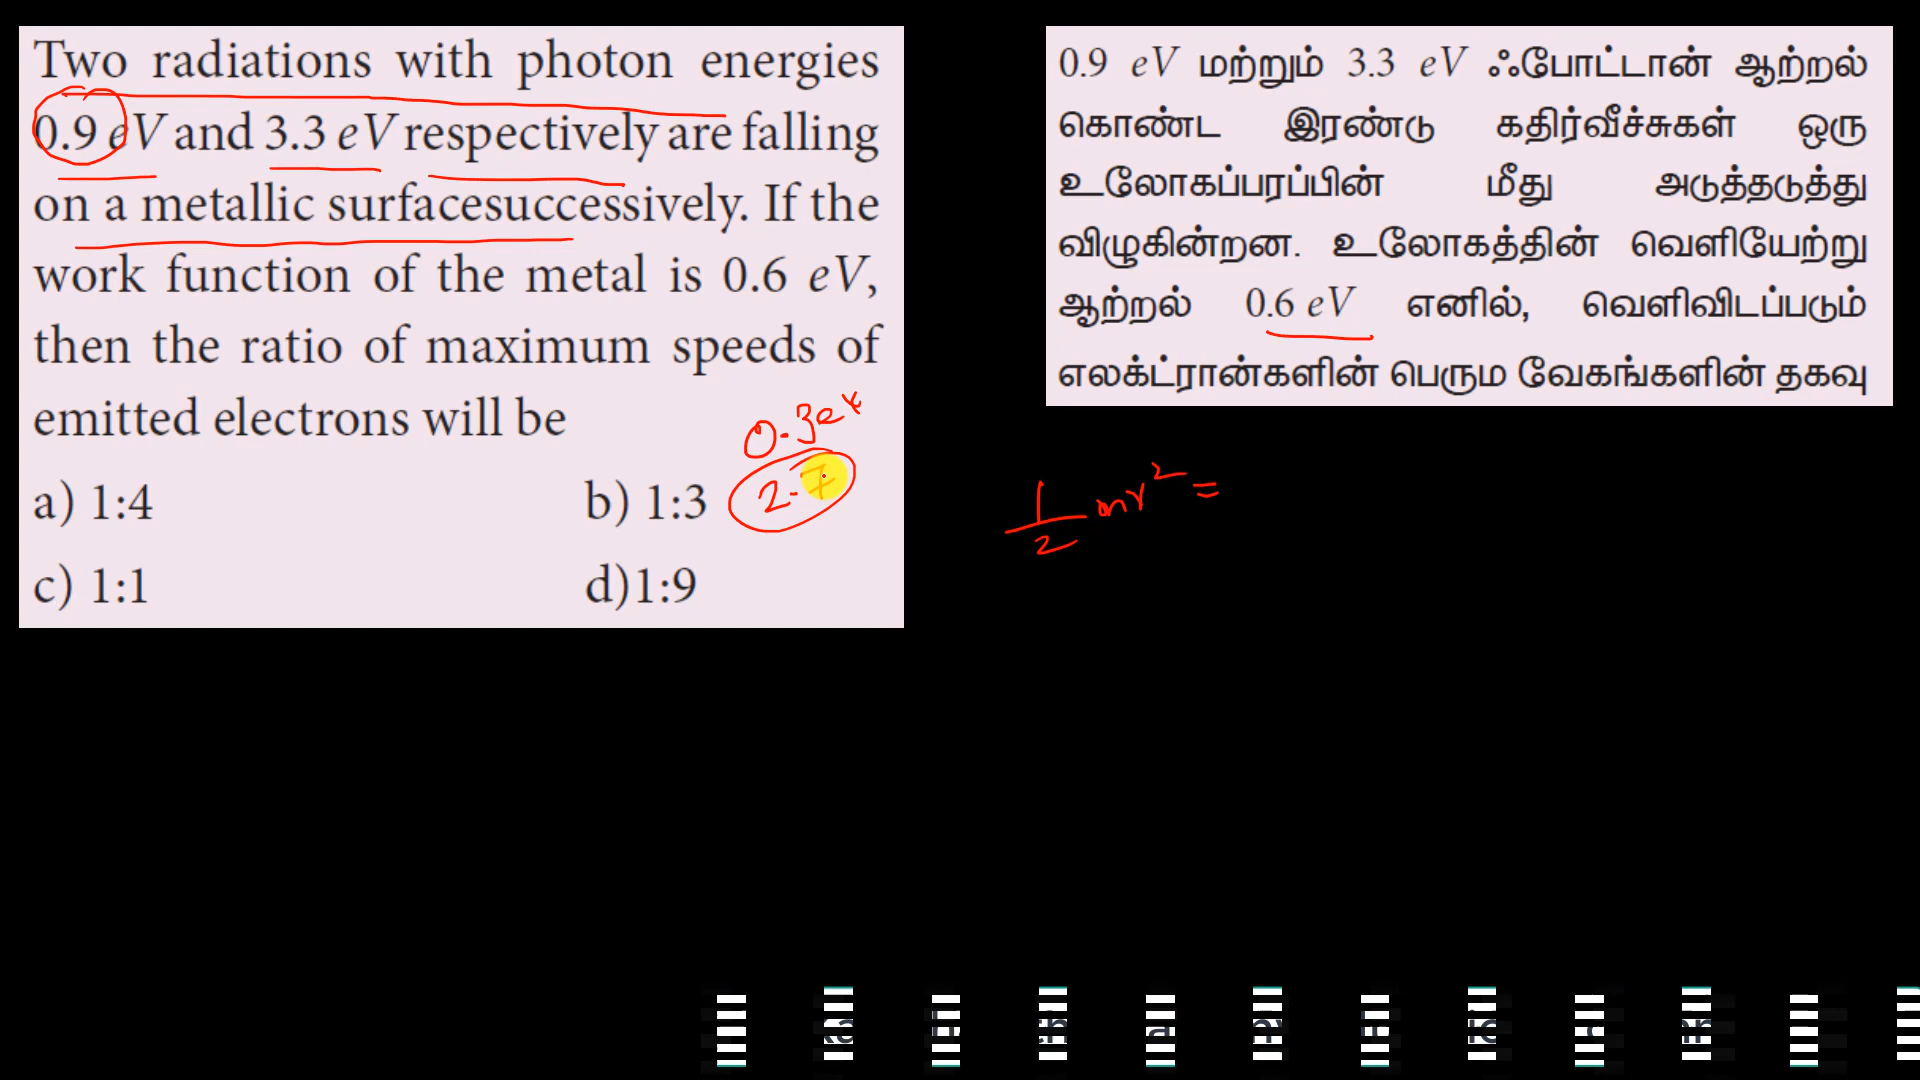 Two radiations with photon energies
0.9 eV and 3.3 eV respectively are falling
on a metallic surfacesuccessively. If the
work function of the metal is 0.6 eV,
then the ratio of maximum speeds of
emitted electrons will be
a) 1:4 b) 1:3
c) 1:1 d)1:9
0.3e
2.7
0.9 eV மற்றும் 3.3 eV ஃபோட்டான் ஆற்றல்
கொண்ட இரண்டு கதிர்வீச்சுகள் ஒரு
உலோகப்பரப்பின் மீது அடுத்தடுத்து
விழுகின்றன. உலோகத்தின் வெளியேற்று
ஆற்றல் 0.6 eV எனில், வெளிவிடப்படும்
எலக்ட்ரான்களின் பெரும வேகங்களின் தகவு
1/2 mv² =